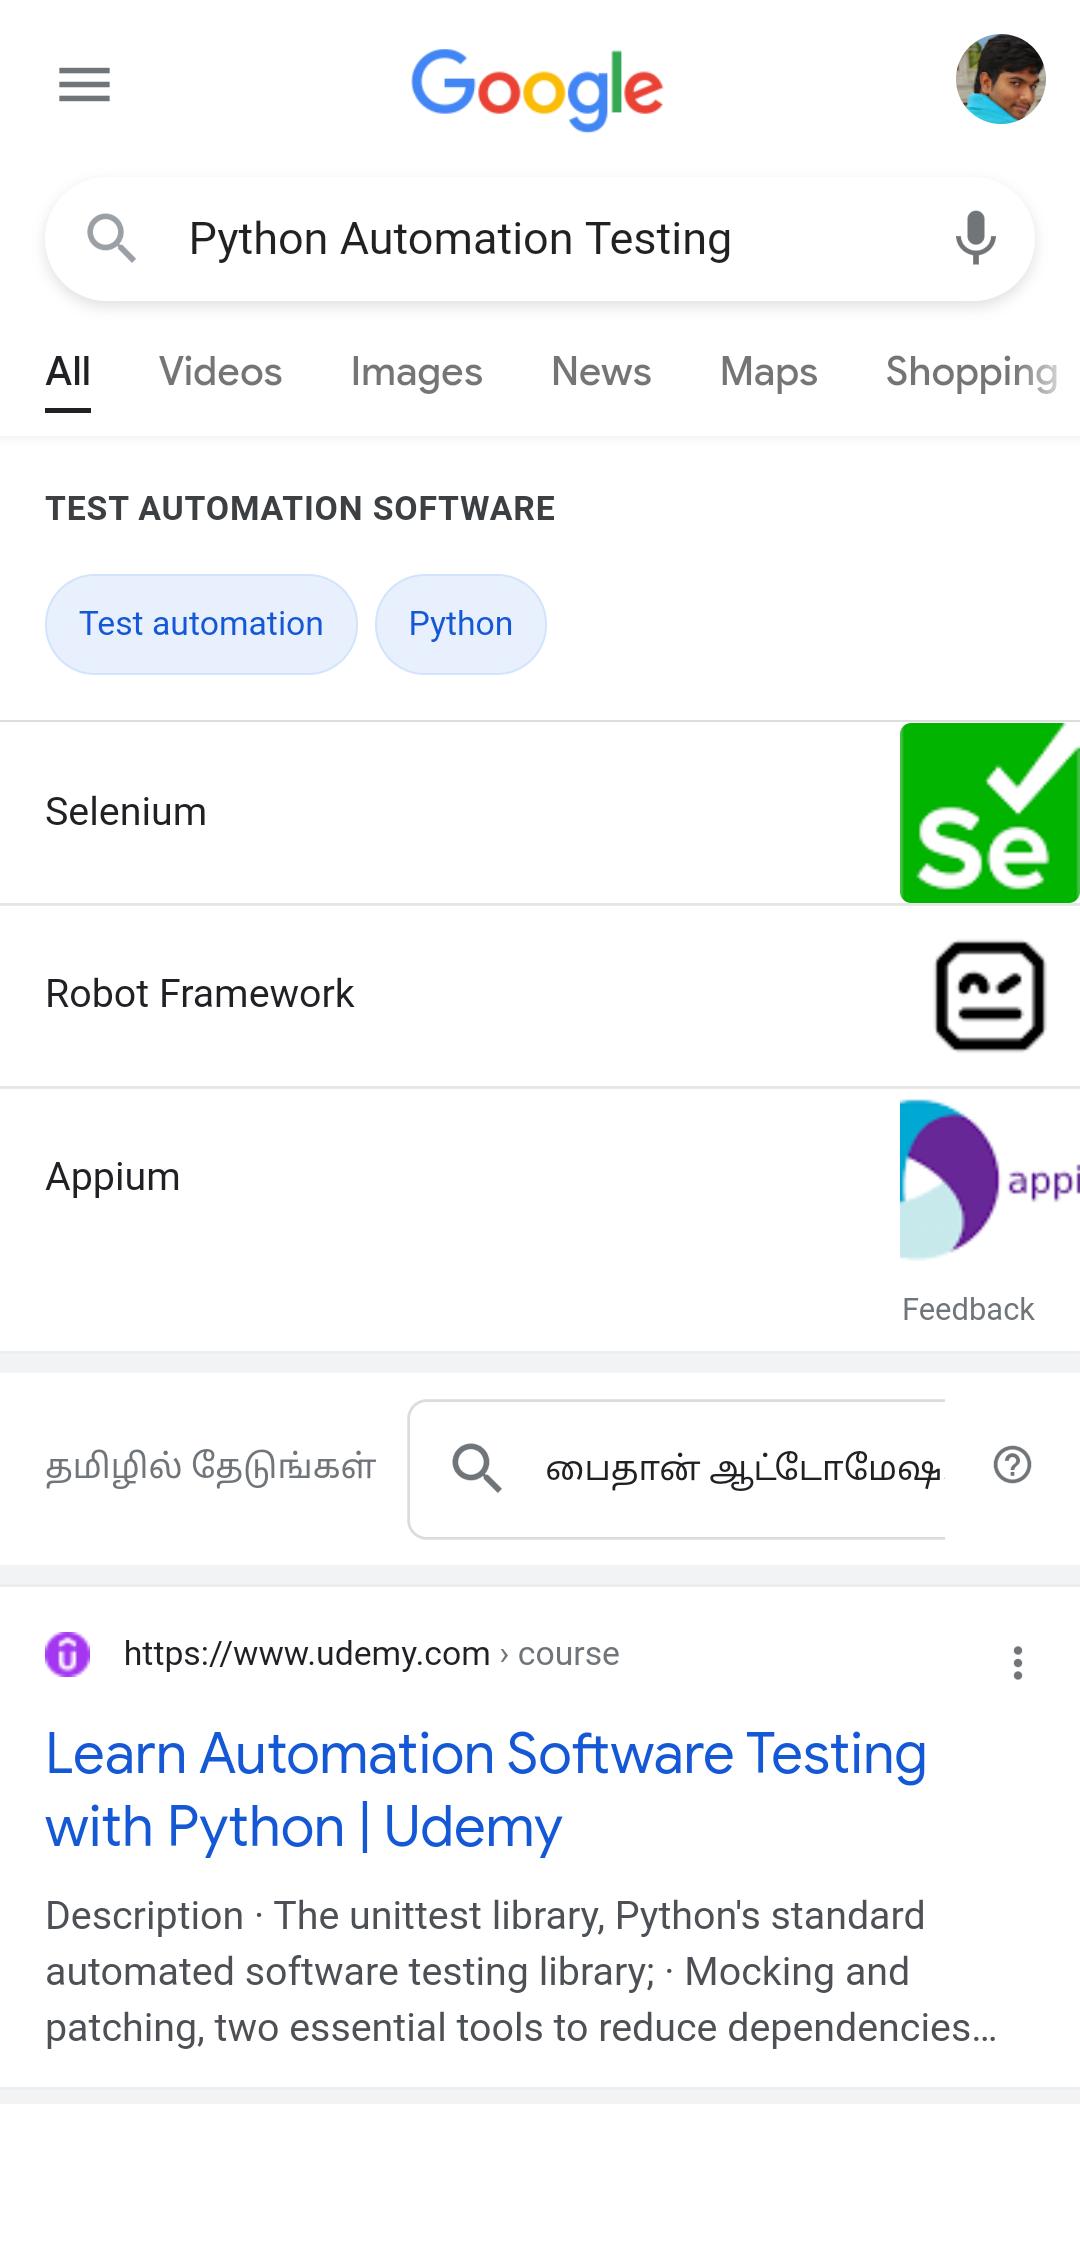 Google
Python Automation Testing
All Videos Images News Maps Shopping
TEST AUTOMATION SOFTWARE
Test automation Python
Selenium
Se
Robot Framework
Appium
appi
Feedback
தமிழில் தேடுங்கள் பைதான் ஆட்டோமேஷ
https://www.udemy.com › course
Learn Automation Software Testing
with Python | Udemy
Description · The unittest library, Python's standard
automated software testing library; · Mocking and
patching, two essential tools to reduce dependencies...